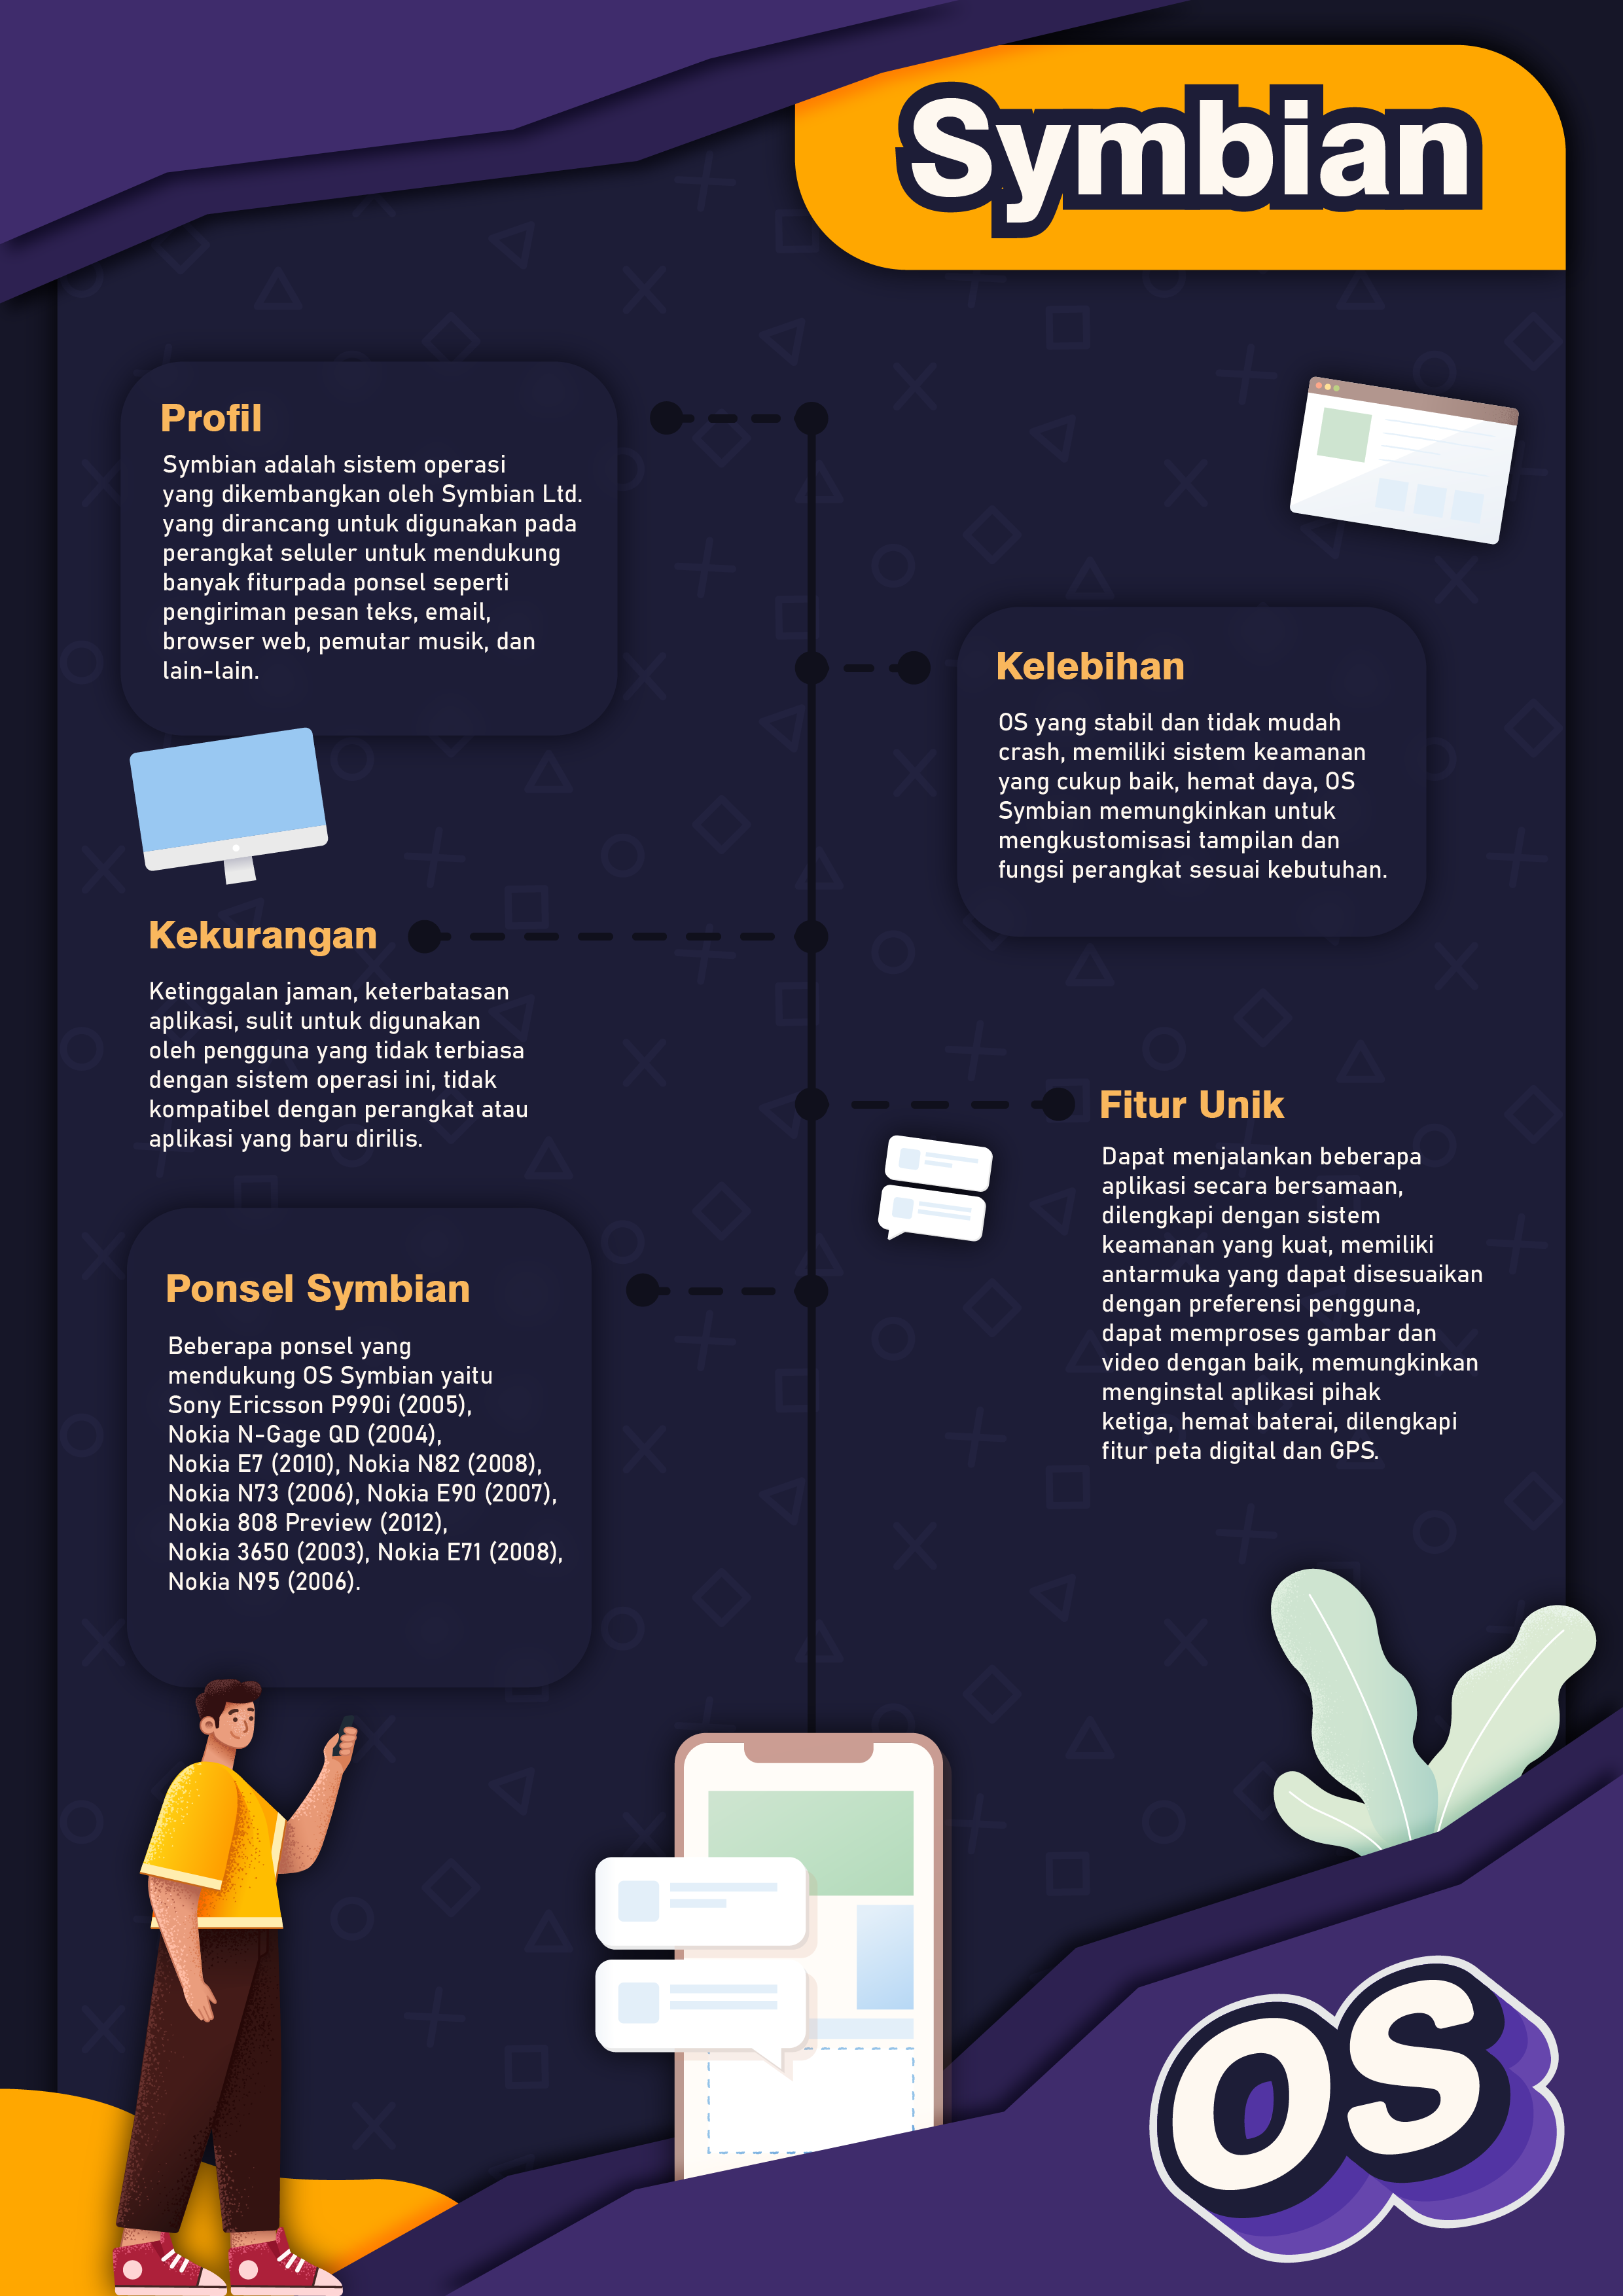 Symbian
Profil
Symbian adalah sistem operasi
yang dikembangkan oleh Symbian Ltd.
yang dirancang untuk digunakan pada
perangkat seluler untuk mendukung
banyak fiturpada ponsel seperti
pengiriman pesan teks, email,
browser web, pemutar musik, dan
lain-lain.
Kelebihan
OS yang stabil dan tidak mudah
crash, memiliki sistem keamanan
yang cukup baik, hemat daya, OS
Symbian memungkinkan untuk
mengkustomisasi tampilan dan
fungsi perangkat sesuai kebutuhan.
Kekurangan
Ketinggalan jaman, keterbatasan
aplikasi, sulit untuk digunakan
oleh pengguna yang tidak terbiasa
dengan sistem operasi ini, tidak
kompatibel dengan perangkat atau
aplikasi yang baru dirilis.
Fitur Unik
Dapat menjalankan beberapa
aplikasi secara bersamaan,
dilengkapi dengan sistem
keamanan yang kuat, memiliki
antarmuka yang dapat disesuaikan
dengan preferensi pengguna,
dapat memproses gambar dan
video dengan baik, memungkinkan
menginstal aplikasi pihak
ketiga, hemat baterai, dilengkapi
fitur peta digital dan GPS.
Ponsel Symbian
Beberapa ponsel yang
mendukung OS Symbian yaitu
Sony Ericsson P990i (2005),
Nokia N-Gage QD (2004),
Nokia E7 (2010), Nokia N82 (2008),
Nokia N73 (2006), Nokia E90 (2007),
Nokia 808 Preview (2012),
Nokia 3650 (2003), Nokia E71 (2008),
Nokia N95 (2006).
OS